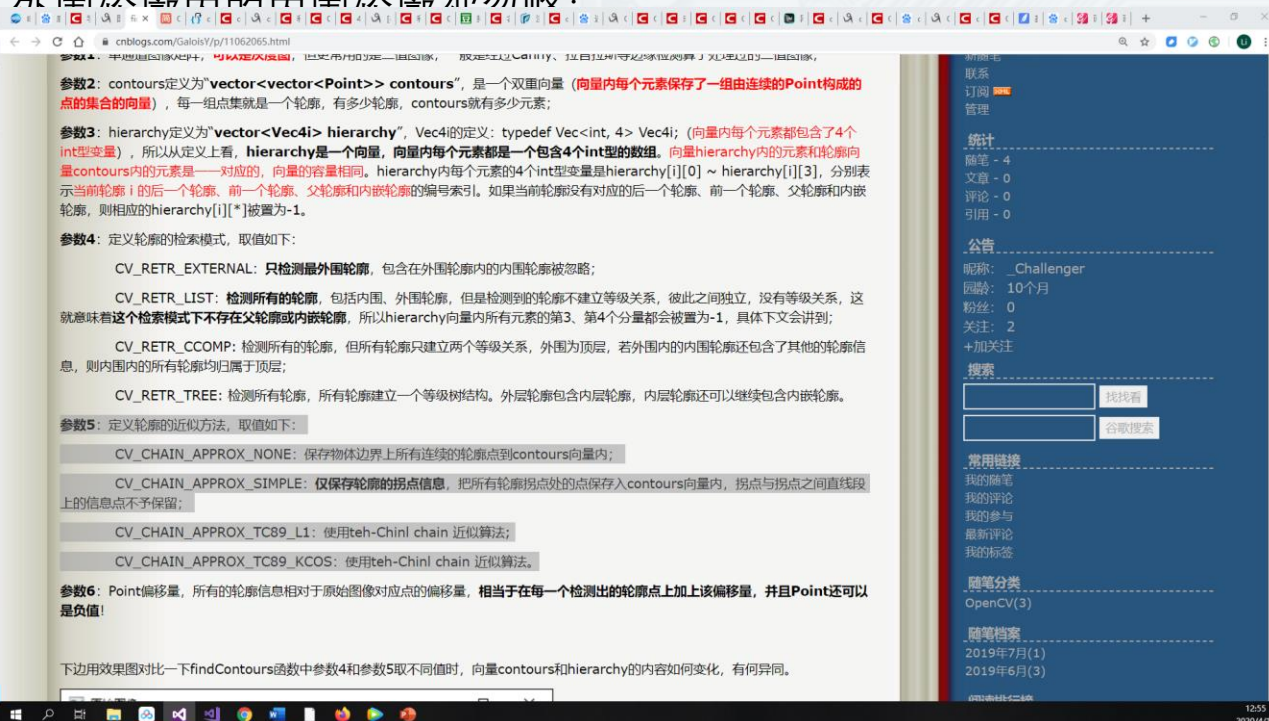 cnblogs.com/GaloisY/p/11062065.html
参数2：contours定义为“vector<vector<Point>> contours”，是一个双重向量（向量内每个元素保存了一组由连续的Point构成的
点的集合的向量），每一组点集就是一个轮廓，有多少轮廓，contours就有多少元素；
参数3：hierarchy定义为“vector<Vec4i> hierarchy”，Vec4i的定义：typedef Vec<int, 4> Vec4i;（向量内每个元素都包含了4个
int型变量），所以从定义上看，hierarchy是一个向量，向量内每个元素都是一个包含4个int型的数组。向量hierarchy内的元素和轮廓向
量contours内的元素是一一对应的，向量的容量相同。hierarchy内每个元素的4个int型变量是hierarchy[i][0] ~ hierarchy[i][3]，分别表
示当前轮廓 i 的后一个轮廓、前一个轮廓、父轮廓和内嵌轮廓的编号索引。如果当前轮廓没有对应的后一个轮廓、前一个轮廓、父轮廓和内嵌
轮廓，则相应的hierarchy[i][*]被置为-1。
参数4：定义轮廓的检索模式，取值如下：
CV_RETR_EXTERNAL：只检测最外围轮廓，包含在外围轮廓内的内围轮廓被忽略；
CV_RETR_LIST：检测所有的轮廓，包括内围、外围轮廓，但是检测到的轮廓不建立等级关系，彼此之间独立，没有等级关系，这
就意味着这个检索模式下不存在父轮廓或内嵌轮廓，所以hierarchy向量内所有元素的第3、第4个分量都会被置为-1，具体下文会讲到；
CV_RETR_CCOMP: 检测所有的轮廓，但所有轮廓只建立两个等级关系，外围为顶层，若外围内的内围轮廓还包含了其他的轮廓信
息，则内围内的所有轮廓均归属于顶层；
CV_RETR_TREE: 检测所有轮廓，所有轮廓建立一个等级树结构。外层轮廓包含内层轮廓，内层轮廓还可以继续包含内嵌轮廓。
参数5：定义轮廓的近似方法，取值如下：
CV_CHAIN_APPROX_NONE：保存物体边界上所有连续的轮廓点到contours向量内；
CV_CHAIN_APPROX_SIMPLE：仅保存轮廓的拐点信息，把所有轮廓拐点处的点保存入contours向量内，拐点与拐点之间直线段
上的信息点不予保留；
CV_CHAIN_APPROX_TC89_L1：使用teh-Chinl chain 近似算法;
CV_CHAIN_APPROX_TC89_KCOS：使用teh-Chinl chain 近似算法。
参数6：Point偏移量，所有的轮廓信息相对于原始图像对应点的偏移量，相当于在每一个检测出的轮廓点上加上该偏移量，并且Point还可以
是负值！
下边用效果图对比一下findContours函数中参数4和参数5取不同值时，向量contours和hierarchy的内容如何变化，有何异同。
联系
订阅
管理
统计
随笔 - 4
文章 - 0
评论 - 0
引用 - 0
公告
昵称： _Challenger
园龄： 10个月
粉丝： 0
关注： 2
+加关注
搜索
找找看
谷歌搜索
常用链接
我的随笔
我的评论
我的参与
最新评论
我的标签
随笔分类
OpenCV(3)
随笔档案
2019年7月(1)
2019年6月(3)
12:55